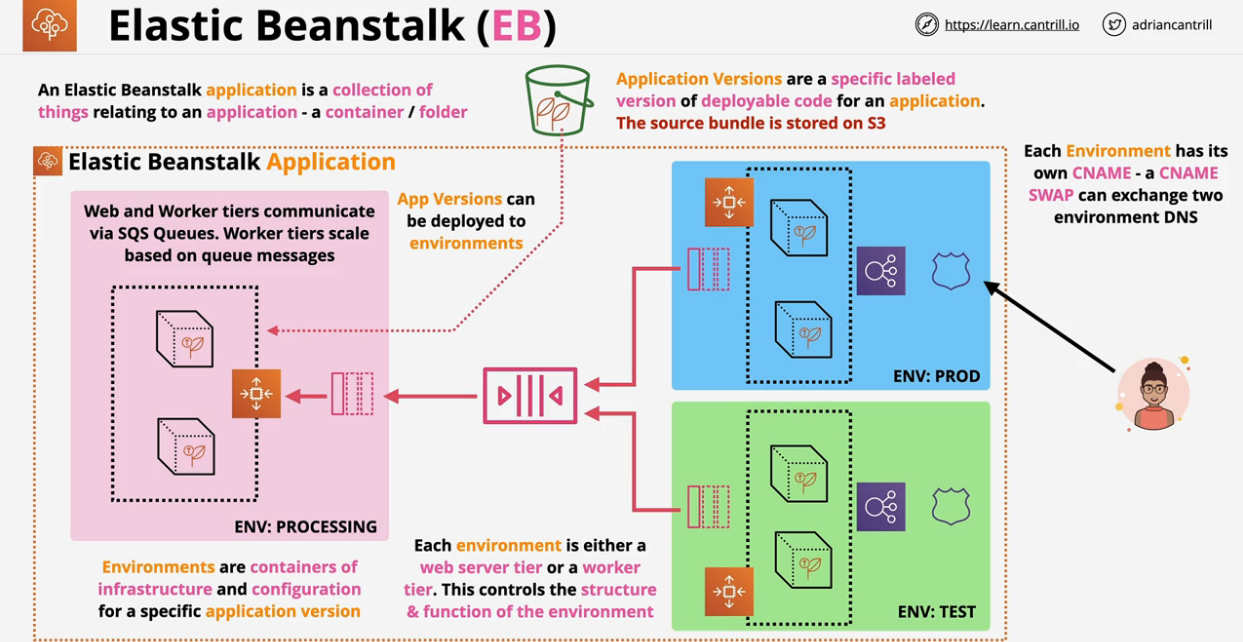 Elastic Beanstalk (EB)
https://learn.cantrill.io
adriancantrill
An Elastic Beanstalk application is a collection of
things relating to an application - a container / folder
Application Versions are a specific labeled
version of deployable code for an application.
The source bundle is stored on S3
Each Environment has its
own CNAME - a CNAME
SWAP can exchange two
environment DNS
Elastic Beanstalk Application
Web and Worker tiers communicate
via SQS Queues. Worker tiers scale
based on queue messages
App Versions can
be deployed to
environments
ENV: PROD
ENV: PROCESSING
Environments are containers of
infrastructure and configuration
for a specific application version
Each environment is either a
web server tier or a worker
tier. This controls the structure
& function of the environment
ENV: TEST